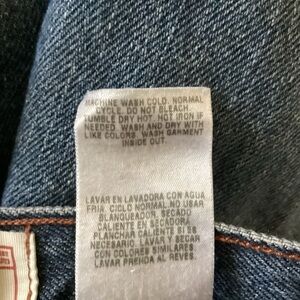 MACHINE WASH COLD. NORMAL
CYCLE. DO NOT BLEACH.
TUMBLE DRY HOT. HOT IRON IF
NEEDED. WASH AND DRY WITH
LIKE COLORS. WASH GARMENT
INSIDE OUT.
LAVAR EN LAVADORA CON AGUA
FRIA. CICLO NORMAL.NO USAR
BLANQUEADOR. SECADO
CALIENTE EN SECADORA.
PLANCHAR CALIENTE SI ES
NECESARIO. LAVAR Y SECAR
CON COLORES SIMILARES.
LAVAR PRENDA AL REVES.